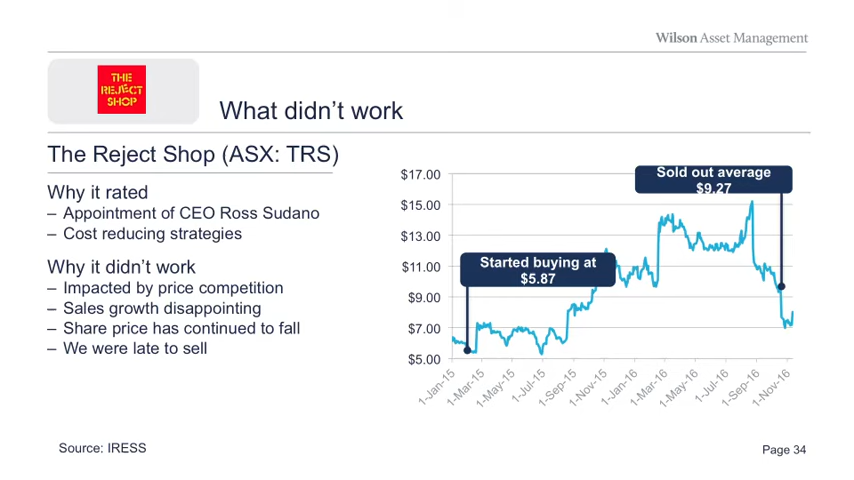 Wilson Asset Management
THE
REJECT
SHOP
What didn't work
The Reject Shop (ASX: TRS)
Why it rated
– Appointment of CEO Ross Sudano
– Cost reducing strategies
Why it didn't work
– Impacted by price competition
– Sales growth disappointing
– Share price has continued to fall
– We were late to sell
$17.00
$15.00
$13.00
$11.00
$9.00
$7.00
$5.00
Sold out average
$9.27
Started buying at
$5.87
1-Jan-15
1-Mar-15
1-May-15
1-Jul-15
1-Sep-15
1-Nov-15
1-Jan-16
1-Mar-16
1-May-16
1-Jul-16
1-Sep-16
1-Nov-16
Source: IRESS
Page 34